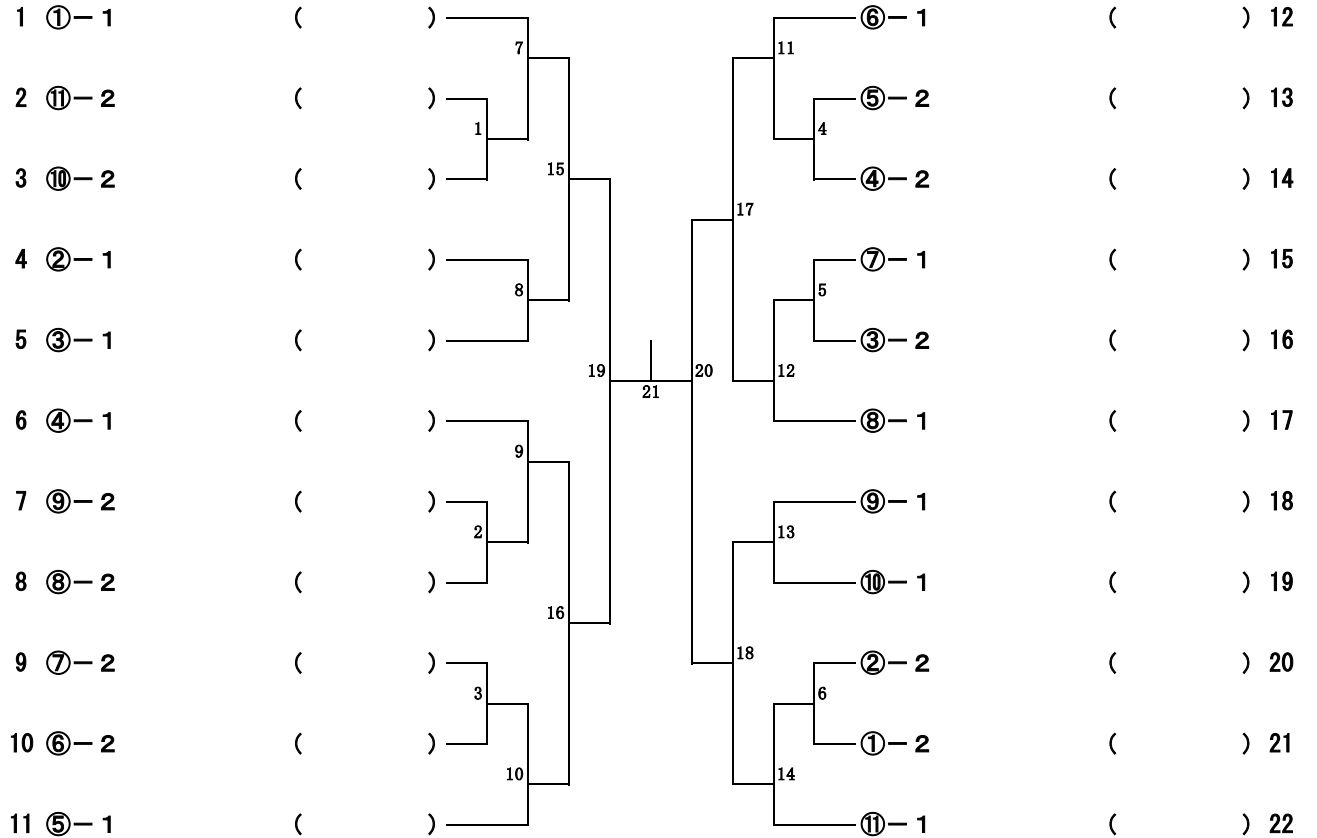 1 ①－1 ( ) ⑥－1 ( ) 12
7 11
2 ⑪－2 ( ) ⑤－2 ( ) 13
1 4
3 ⑩－2 ( ) ④－2 ( ) 14
15
17
4 ②－1 ( ) ⑦－1 ( ) 15
8 5
5 ③－1 ( ) ③－2 ( ) 16
19 20 12
21
6 ④－1 ( ) ⑧－1 ( ) 17
9
7 ⑨－2 ( ) ⑨－1 ( ) 18
2 13
8 ⑧－2 ( ) ⑩－1 ( ) 19
16
18
9 ⑦－2 ( ) ②－2 ( ) 20
3 6
10 ⑥－2 ( ) ①－2 ( ) 21
10 14
11 ⑤－1 ( ) ⑪－1 ( ) 22